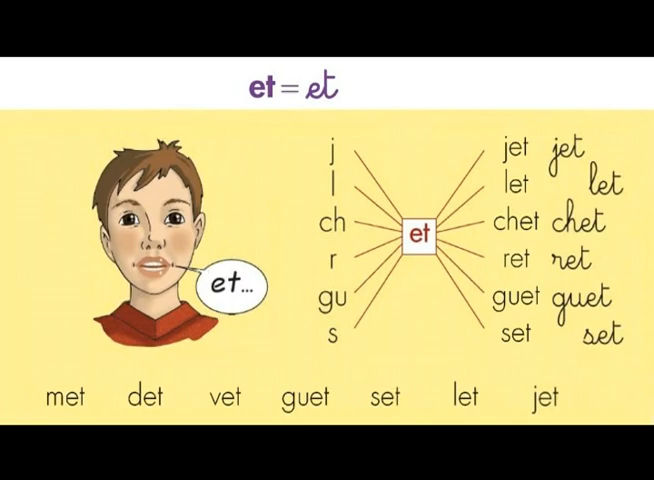 et = et
j jet jet
l let let
ch et chet chet
r ret ret
et...
gu guet guet
s set set
met det vet guet set let jet